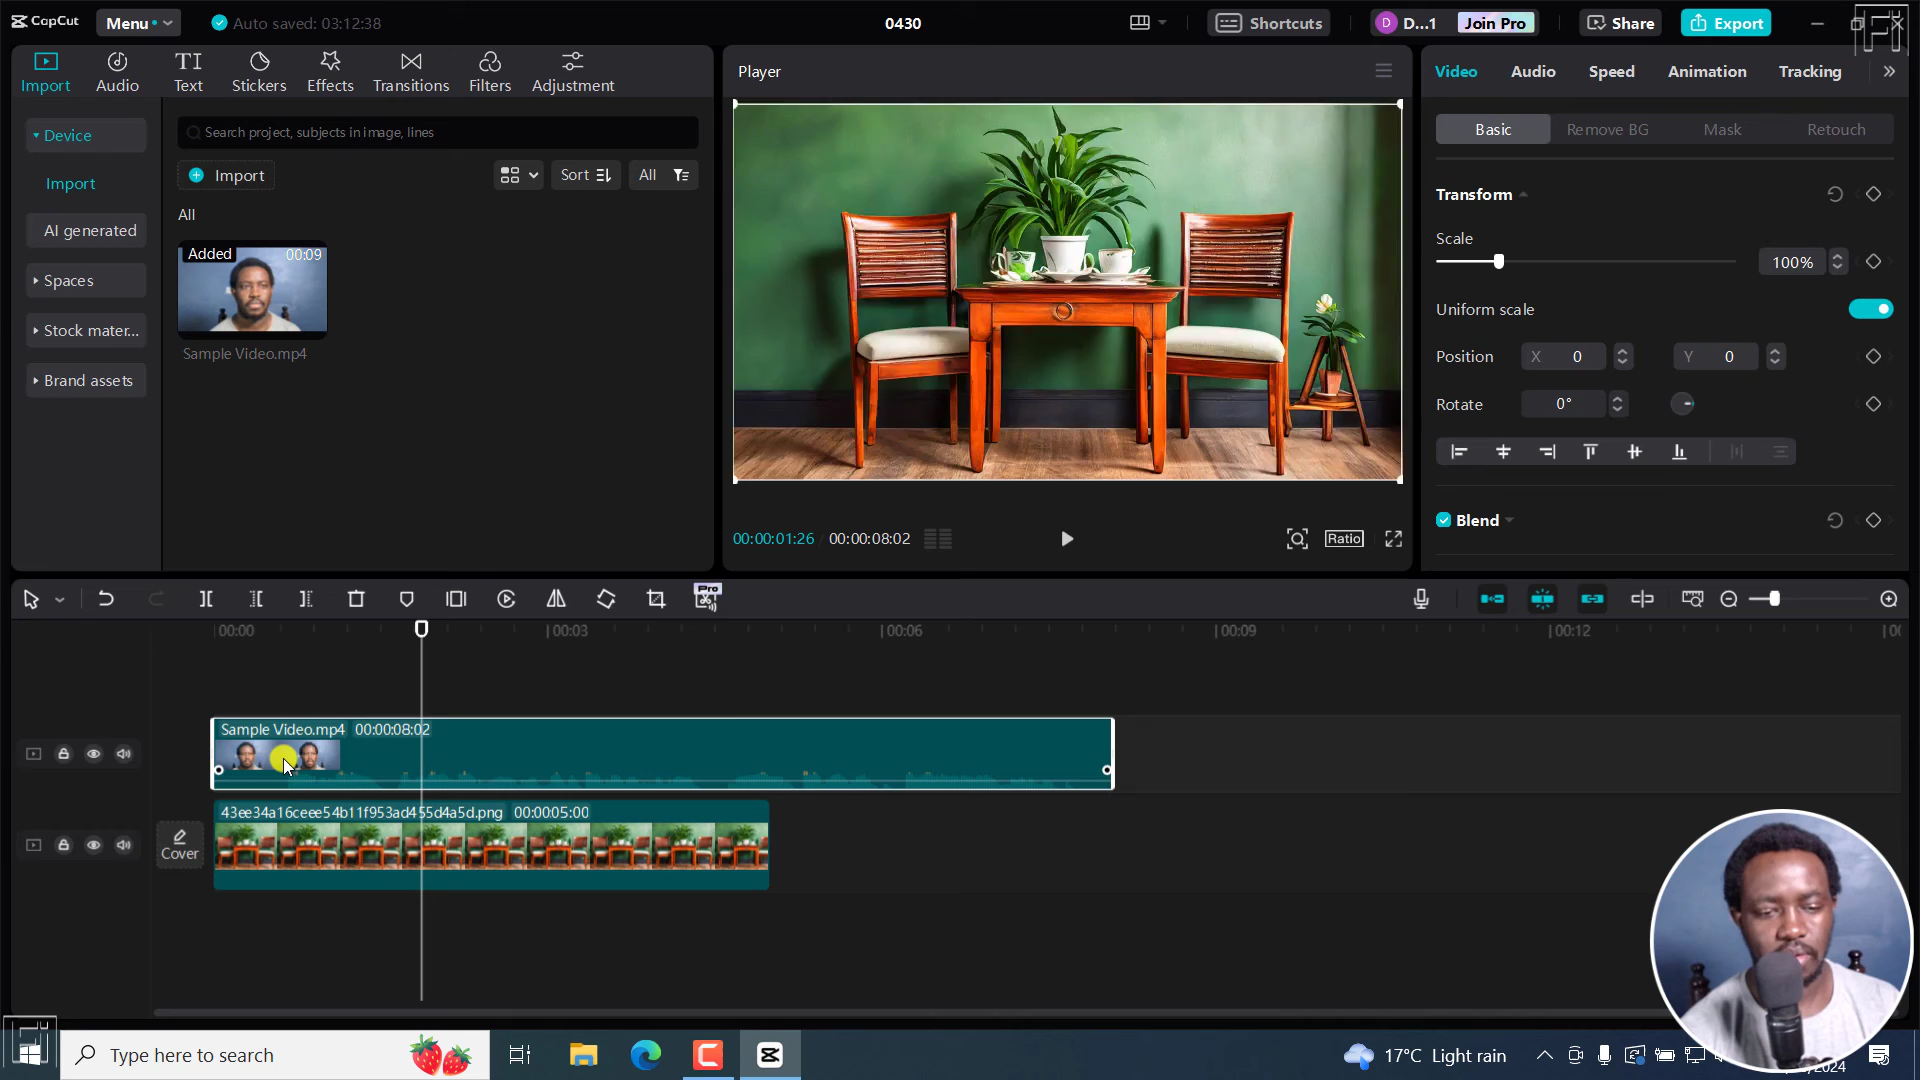 CapCut
Menu
Auto saved: 03:12:38
0430
Shortcuts
D...1
Join Pro
Share
Export
Import
Audio
Text
Stickers
Effects
Transitions
Filters
Adjustment
Device
Import
AI generated
Spaces
Stock mater...
Brand assets
Search project, subjects in image, lines
Import
Sort
All
All
Added
00:09
Sample Video.mp4
Player
00:00:01:26
00:00:08:02
Ratio
Video
Audio
Speed
Animation
Tracking
Basic
Remove BG
Mask
Retouch
Transform
Scale
100%
Uniform scale
Position
X
0
Y
0
Rotate
0°
Blend
Pro
00:00
00:03
00:06
00:09
00:12
Sample Video.mp4 00:00:08:02
Cover
43ee34a16ceee54b11f953ad455d4a5d.png 00:00:05:00
Type here to search
17°C Light rain
2024